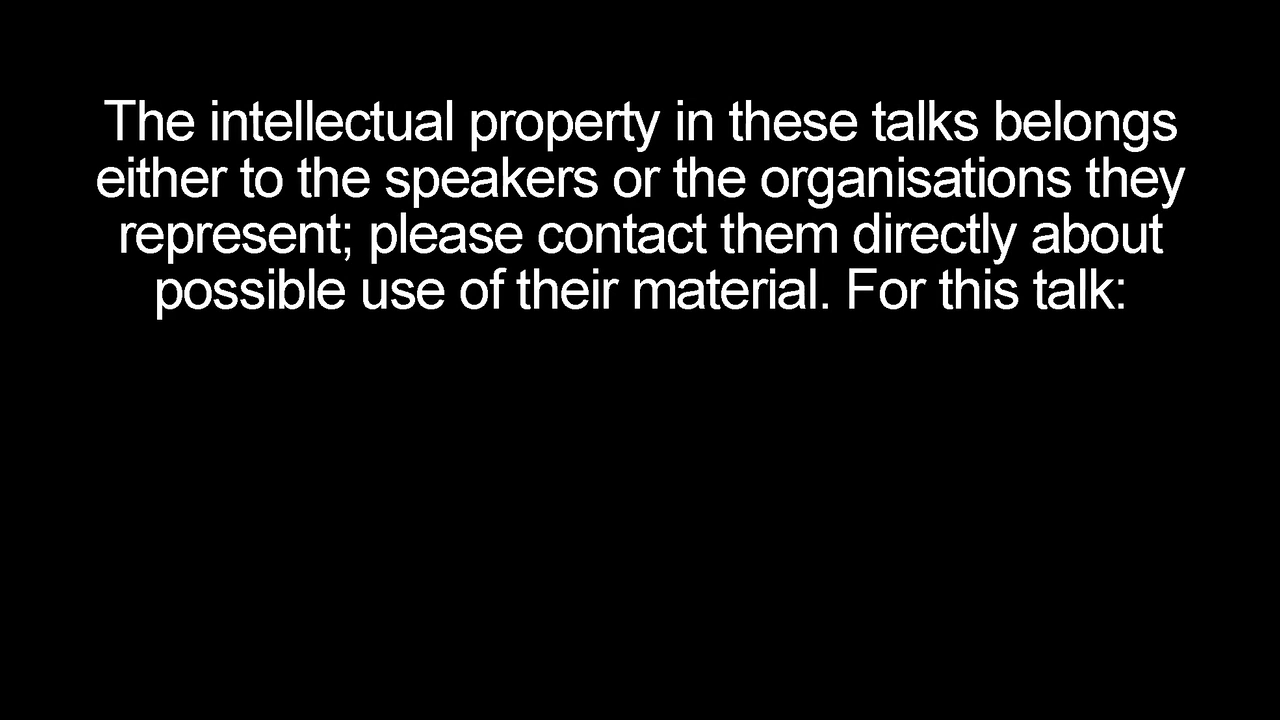 The intellectual property in these talks belongs
either to the speakers or the organisations they
represent; please contact them directly about
possible use of their material. For this talk: